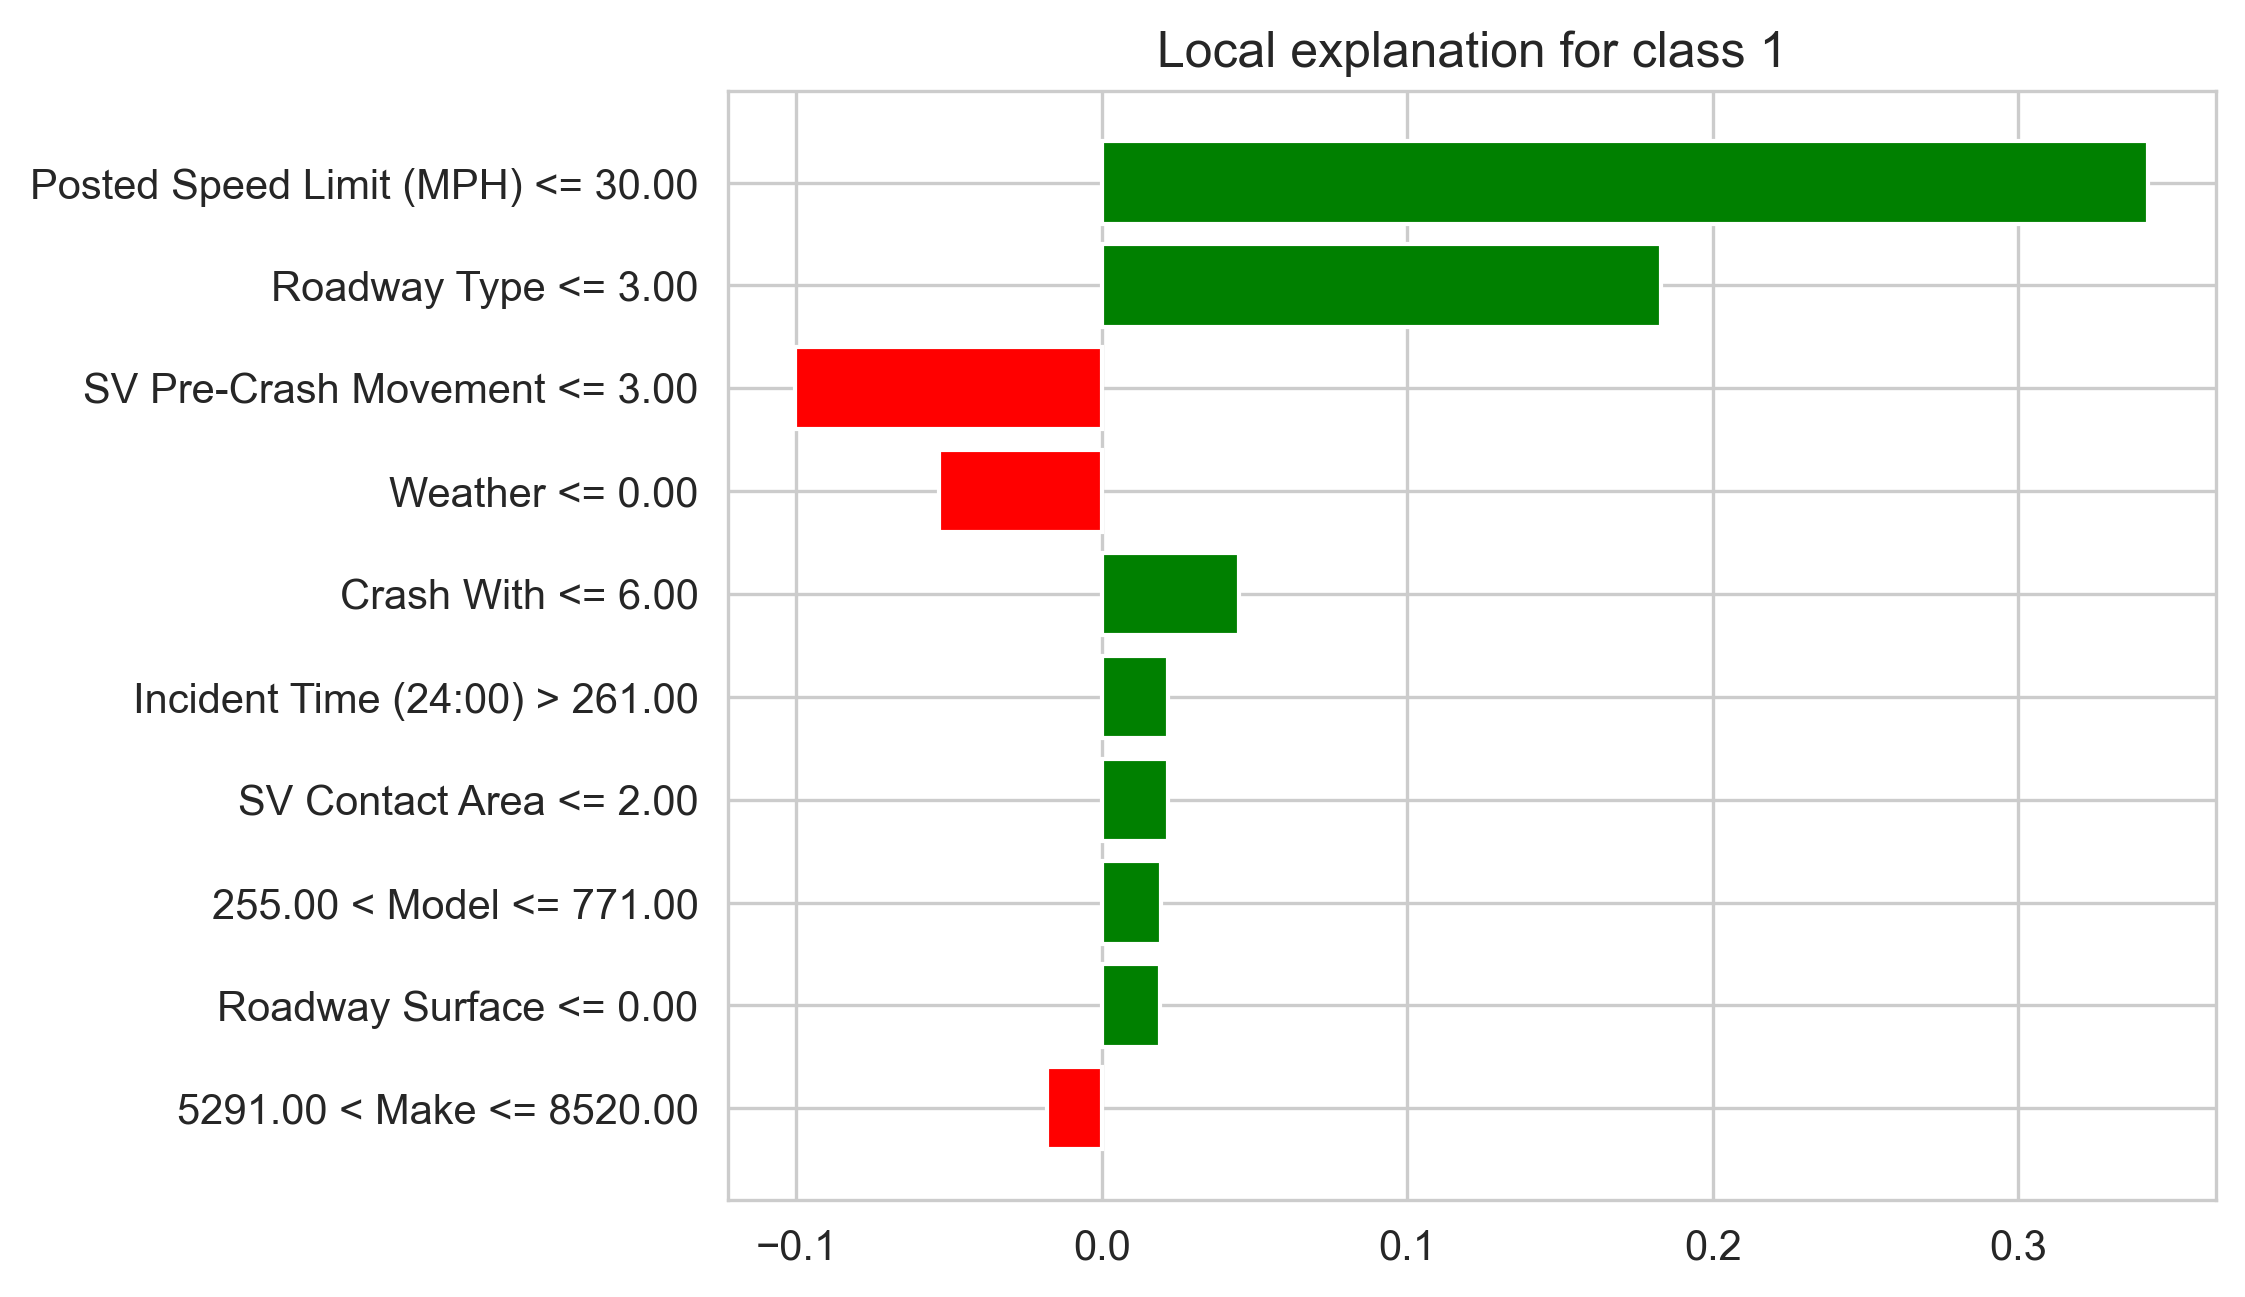 Local explanation for class 1
Posted Speed Limit (MPH) <= 30.00
Roadway Type <= 3.00
SV Pre-Crash Movement <= 3.00
Weather <= 0.00
Crash With <= 6.00
Incident Time (24:00) > 261.00
SV Contact Area <= 2.00
255.00 < Model <= 771.00
Roadway Surface <= 0.00
5291.00 < Make <= 8520.00
−0.1 0.0 0.1 0.2 0.3